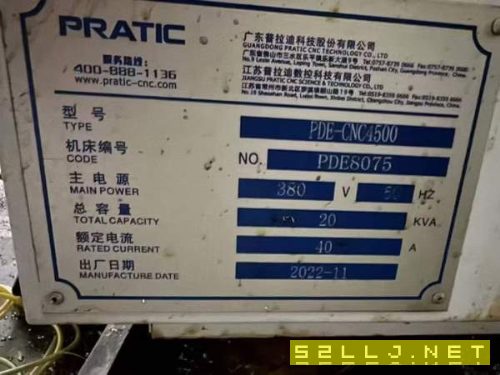 PRATIC
服务热线:
400-888-1136
www.pratic-cnc.com
广东普拉迪科技股份有限公司
GUANGDONG PRATIC CNC TECHNOLOGY CO., LTD
江苏普拉迪数控科技有限公司
JIANGSU PRATIC CNC SCIENCE & TECHNOLOGY CO., LTD
型号 PDE-CNC4500
TYPE
机床编号 NO. PDE8075
CODE
主电源 380 V 50 HZ
MAIN POWER
总容量 20 KVA
TOTAL CAPACITY
额定电流 40 A
RATED CURRENT
出厂日期 2022-11
MANUFACTURE DATE
52LLJ.NET